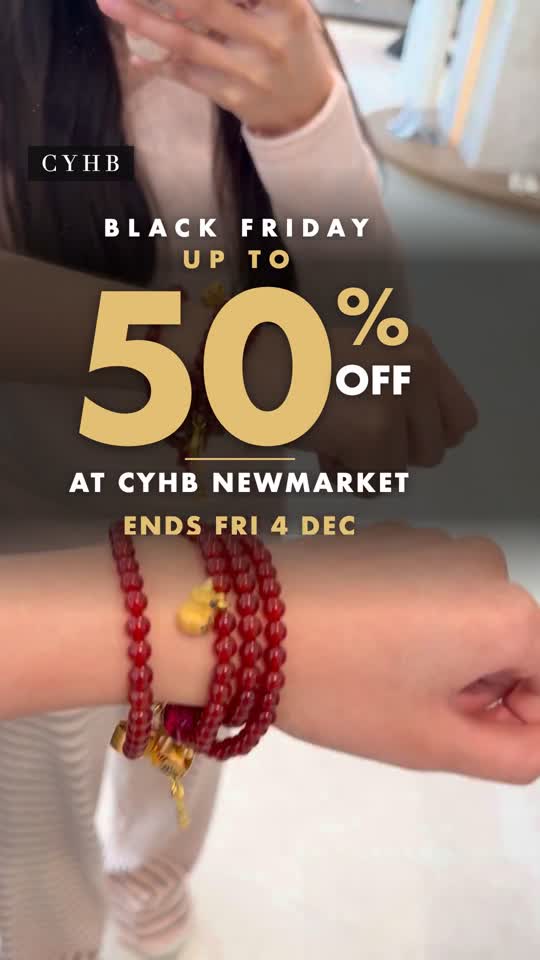 CYHB
BLACK FRIDAY
UP TO
50%
OFF
AT CYHB NEWMARKET
ENDS FRI 4 DEC